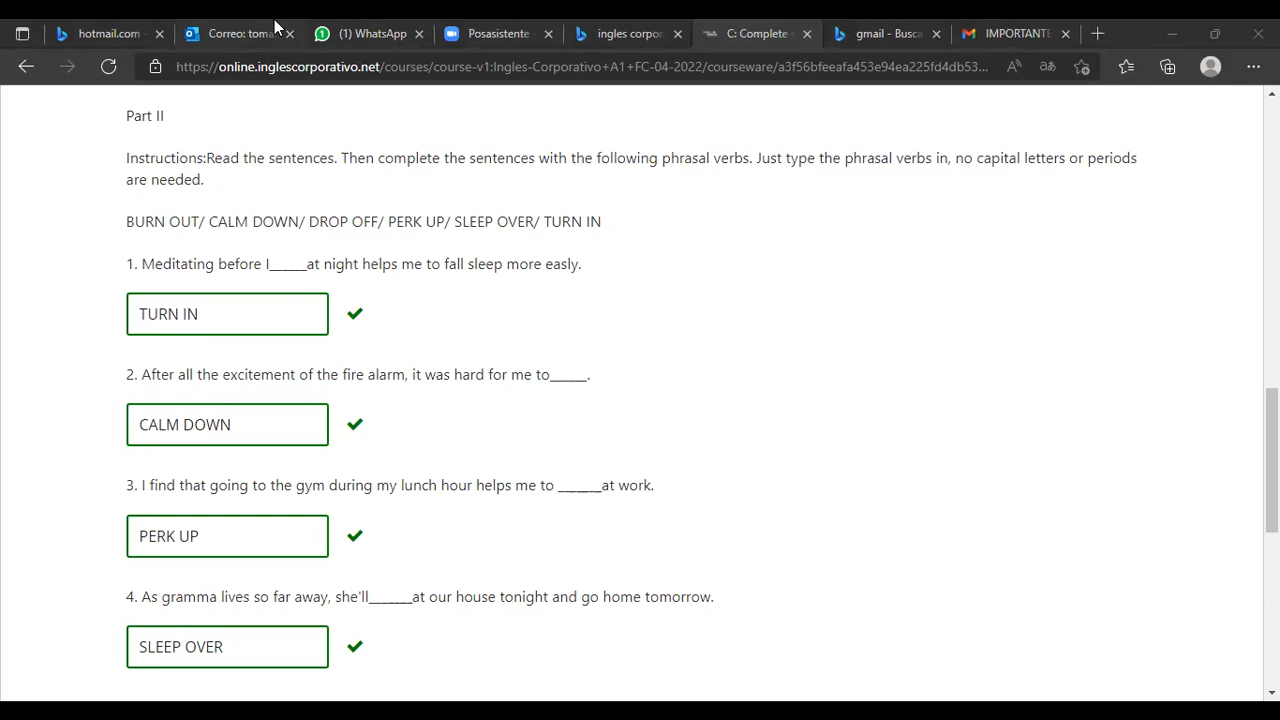 hotmail.com -
Correo: toma
(1) WhatsApp
Posasistente -
ingles corpor
C: Complete s
gmail - Busca
IMPORTANTE
https://online.inglescorporativo.net/courses/course-v1:Ingles-Corporativo+A1+FC-04-2022/courseware/a3f56bfeeafa453e94ea225fd4db53...
Part II
Instructions:Read the sentences. Then complete the sentences with the following phrasal verbs. Just type the phrasal verbs in, no capital letters or periods
are needed.
BURN OUT/ CALM DOWN/ DROP OFF/ PERK UP/ SLEEP OVER/ TURN IN
1. Meditating before I_____at night helps me to fall sleep more easly.
TURN IN
2. After all the excitement of the fire alarm, it was hard for me to_____.
CALM DOWN
3. I find that going to the gym during my lunch hour helps me to ______at work.
PERK UP
4. As gramma lives so far away, she'll______at our house tonight and go home tomorrow.
SLEEP OVER